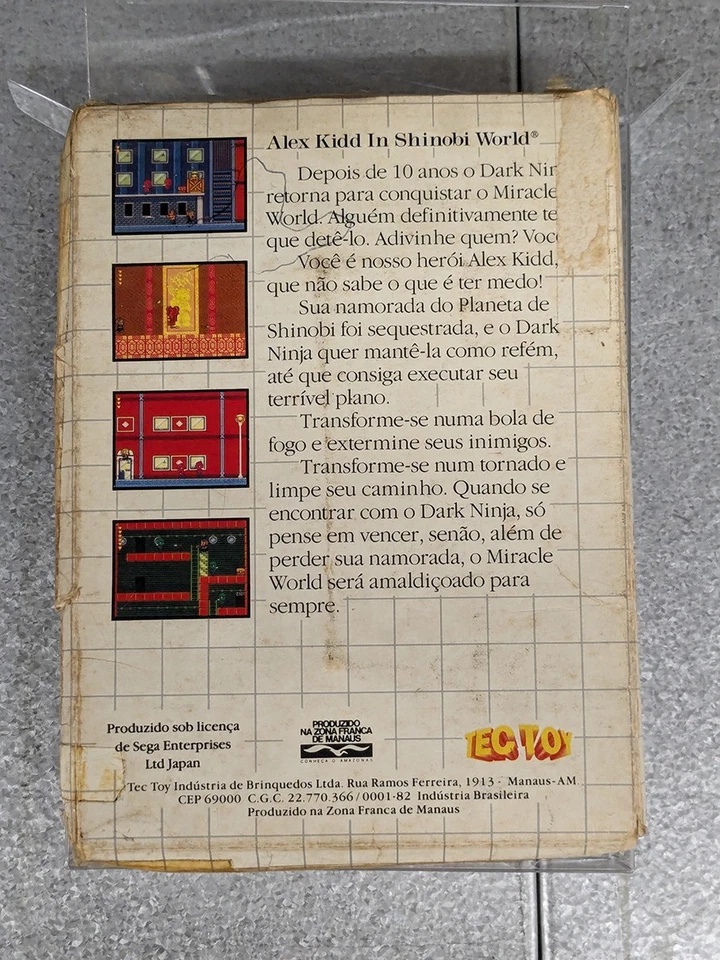 Alex Kidd In Shinobi World®
Depois de 10 anos o Dark Nin
retorna para conquistar o Miracle
World. Alguém definitivamente te
que detê-lo. Adivinhe quem? Você
Você é nosso herói Alex Kidd,
que não sabe o que é ter medo!
Sua namorada do Planeta de
Shinobi foi sequestrada, e o Dark
Ninja quer mantê-la como refém,
até que consiga executar seu
terrível plano.
Transforme-se numa bola de
fogo e extermine seus inimigos.
Transforme-se num tornado e
limpe seu caminho. Quando se
encontrar com o Dark Ninja, só
pense em vencer, senão, além de
perder sua namorada, o Miracle
World será amaldiçoado para
sempre.
Produzido sob licença
de Sega Enterprises
Ltd Japan
PRODUZIDO
NA ZONA FRANCA
DE MANAUS
CONHEÇA O AMAZONAS
TEC TOY
Tec Toy Indústria de Brinquedos Ltda. Rua Ramos Ferreira, 1913 - Manaus-AM
CEP 69000 C.G.C. 22.770.366/0001-82 Indústria Brasileira
Produzido na Zona Franca de Manaus